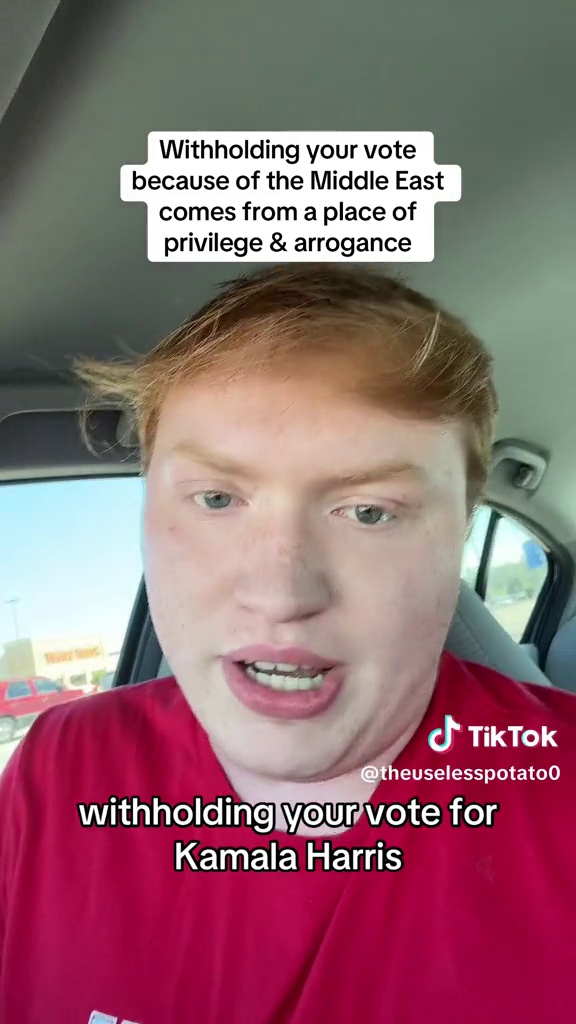 Withholding your vote
because of the Middle East
comes from a place of
privilege & arrogance
TikTok
@theuselesspotato0
withholding your vote for
Kamala Harris